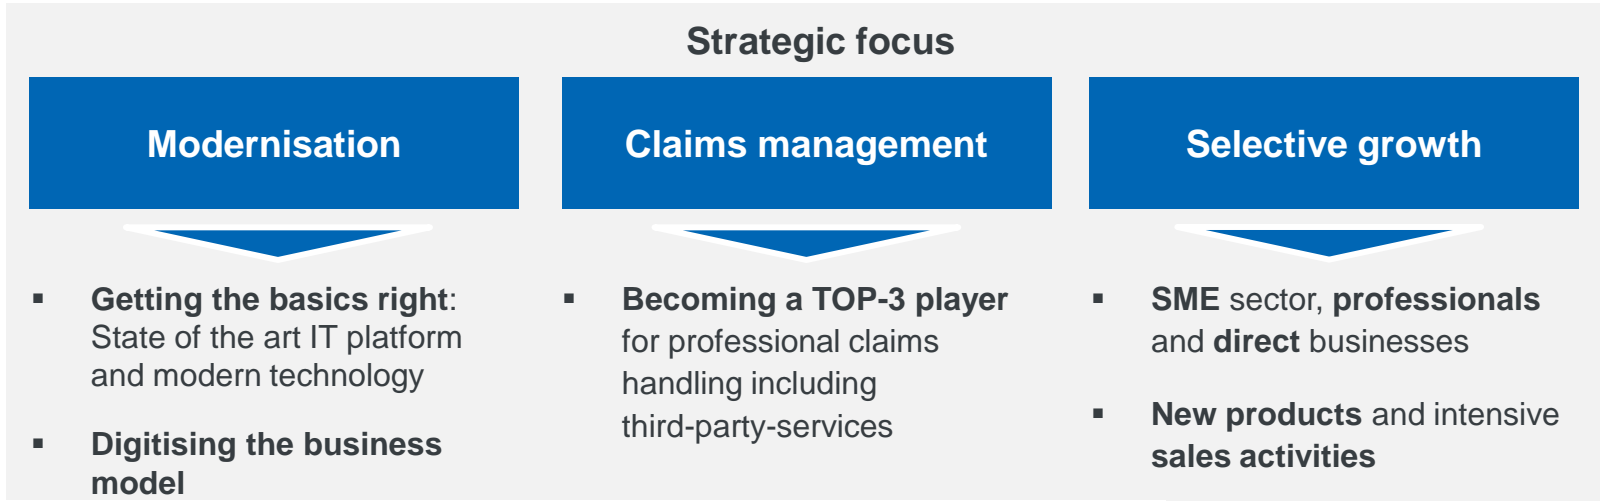 Strategic focus
Modernisation
▪ Getting the basics right:
State of the art IT platform
and modern technology
▪ Digitising the business
model
Claims management
▪ Becoming a TOP-3 player
for professional claims
handling including
third-party-services
Selective growth
▪ SME sector, professionals
and direct businesses
▪ New products and intensive
sales activities